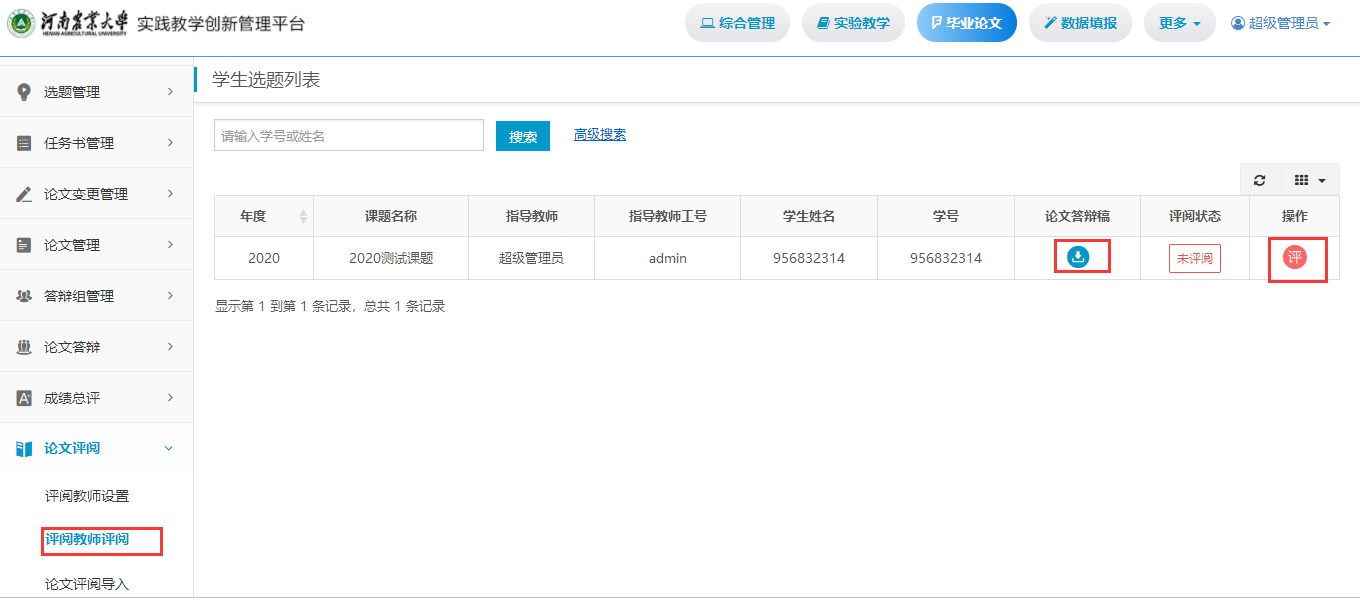 河南农业大学 实践教学创新管理平台
HENAN AGRICULTURAL UNIVERSITY
综合管理 实验教学 毕业论文 数据填报 更多 超级管理员
选题管理
任务书管理
论文变更管理
论文管理
答辩组管理
论文答辩
成绩总评
论文评阅
评阅教师设置
评阅教师评阅
论文评阅导入
学生选题列表
请输入学号或姓名 搜索 高级搜索
年度 课题名称 指导教师 指导教师工号 学生姓名 学号 论文答辩稿 评阅状态 操作
2020 2020测试课题 超级管理员 admin 956832314 956832314 未评阅 评
显示第 1 到第 1 条记录，总共 1 条记录